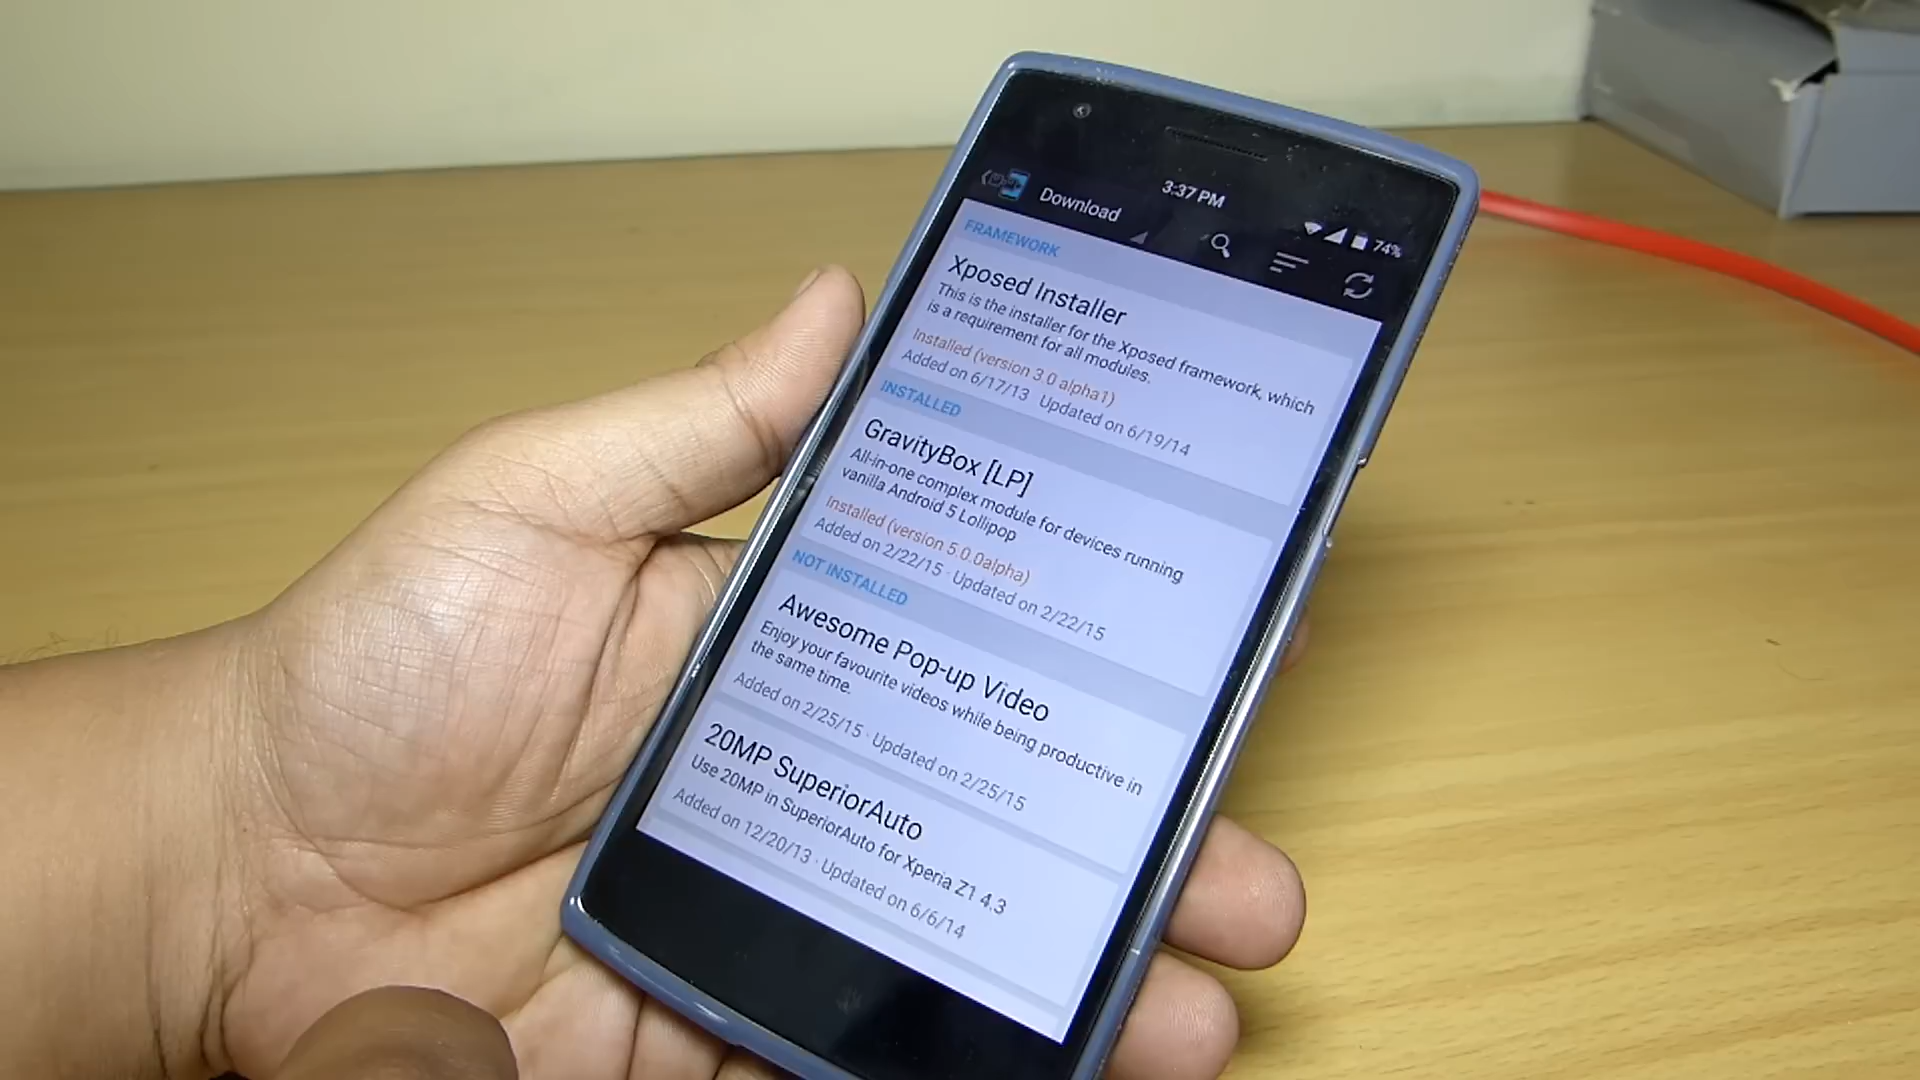 3:37 PM
74%
Download
FRAMEWORK
Xposed Installer
This is the installer for the Xposed framework, which
is a requirement for all modules.
Installed (version 3.0 alpha1)
Added on 6/17/13 · Updated on 6/19/14
INSTALLED
GravityBox [LP]
All-in-one complex module for devices running
vanilla Android 5 Lollipop
Installed (version 5.0.0alpha)
Added on 2/22/15 · Updated on 2/22/15
NOT INSTALLED
Awesome Pop-up Video
Enjoy your favourite videos while being productive in
the same time.
Added on 2/25/15 · Updated on 2/25/15
20MP SuperiorAuto
Use 20MP in SuperiorAuto for Xperia Z1 4.3
Added on 12/20/13 · Updated on 6/6/14